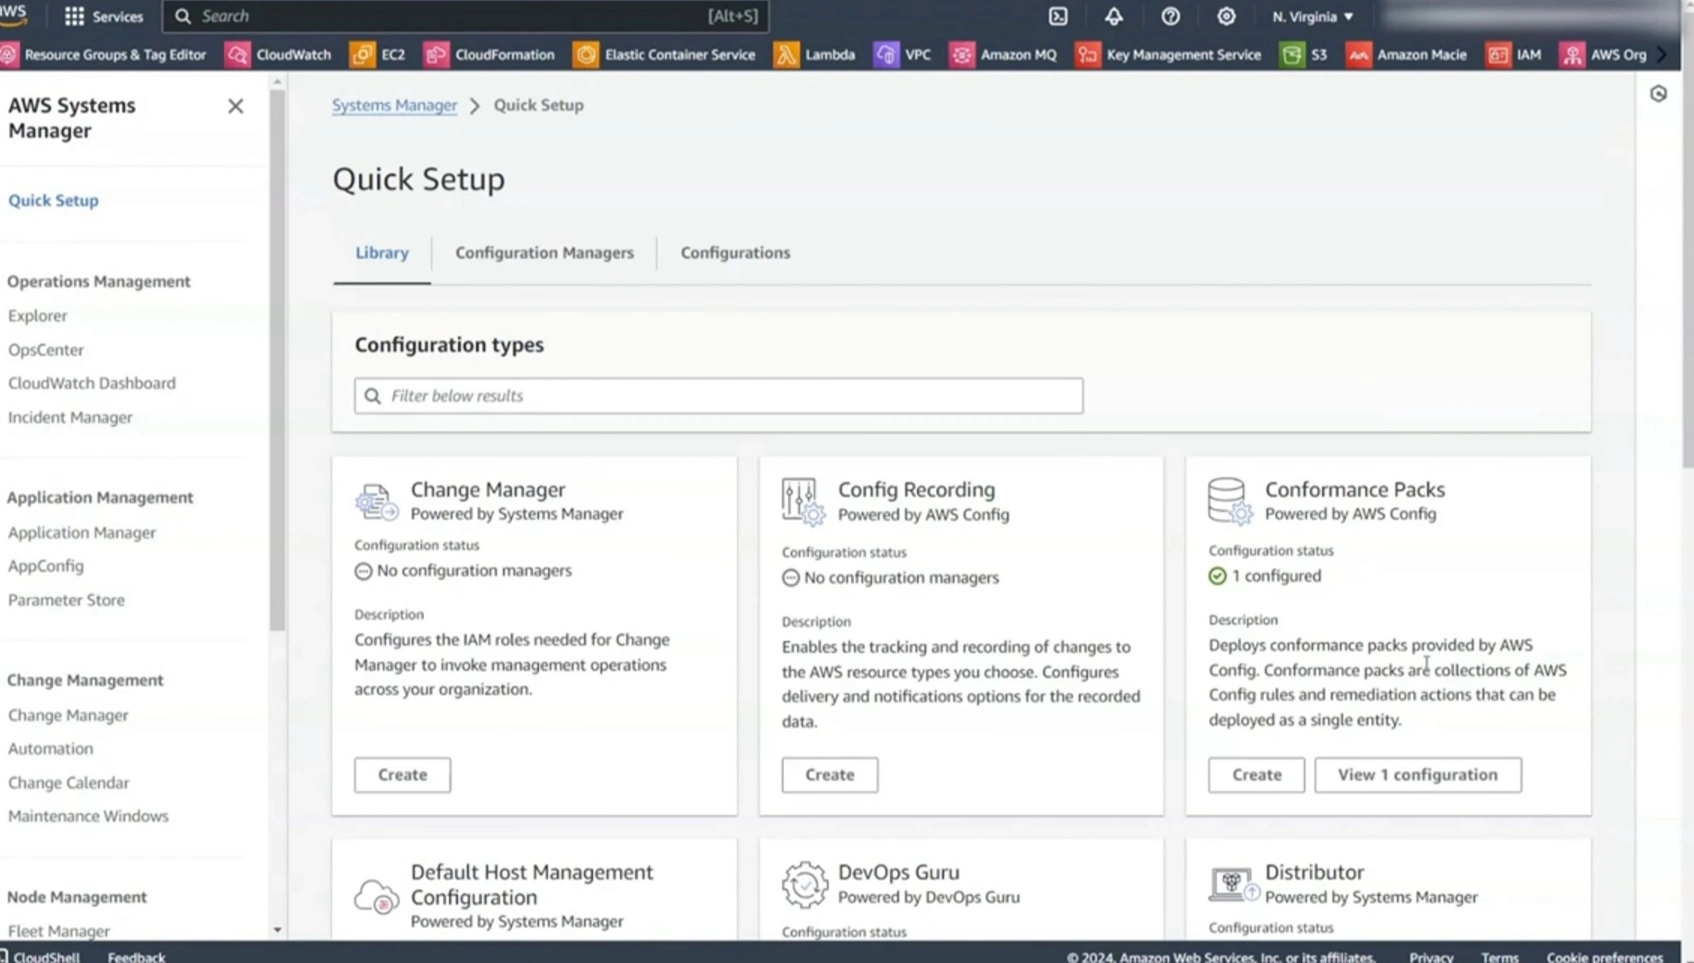 aws
Services
Search
[Alt+S]
N. Virginia
Resource Groups & Tag Editor
CloudWatch
EC2
CloudFormation
Elastic Container Service
Lambda
VPC
Amazon MQ
Key Management Service
S3
Amazon Macie
IAM
AWS Org
AWS Systems
Manager
Quick Setup
Operations Management
Explorer
OpsCenter
CloudWatch Dashboard
Incident Manager
Application Management
Application Manager
AppConfig
Parameter Store
Change Management
Change Manager
Automation
Change Calendar
Maintenance Windows
Node Management
Fleet Manager
Systems Manager > Quick Setup
Quick Setup
Library
Configuration Managers
Configurations
Configuration types
Filter below results
Change Manager
Powered by Systems Manager
Configuration status
No configuration managers
Description
Configures the IAM roles needed for Change
Manager to invoke management operations
across your organization.
Create
Config Recording
Powered by AWS Config
Configuration status
No configuration managers
Description
Enables the tracking and recording of changes to
the AWS resource types you choose. Configures
delivery and notifications options for the recorded
data.
Create
Conformance Packs
Powered by AWS Config
Configuration status
1 configured
Description
Deploys conformance packs provided by AWS
Config. Conformance packs are collections of AWS
Config rules and remediation actions that can be
deployed as a single entity.
Create
View 1 configuration
Default Host Management
Configuration
Powered by Systems Manager
DevOps Guru
Powered by DevOps Guru
Configuration status
Distributor
Powered by Systems Manager
Configuration status
CloudShell
Feedback
© 2024, Amazon Web Services, Inc. or its affiliates.
Privacy
Terms
Cookie preferences